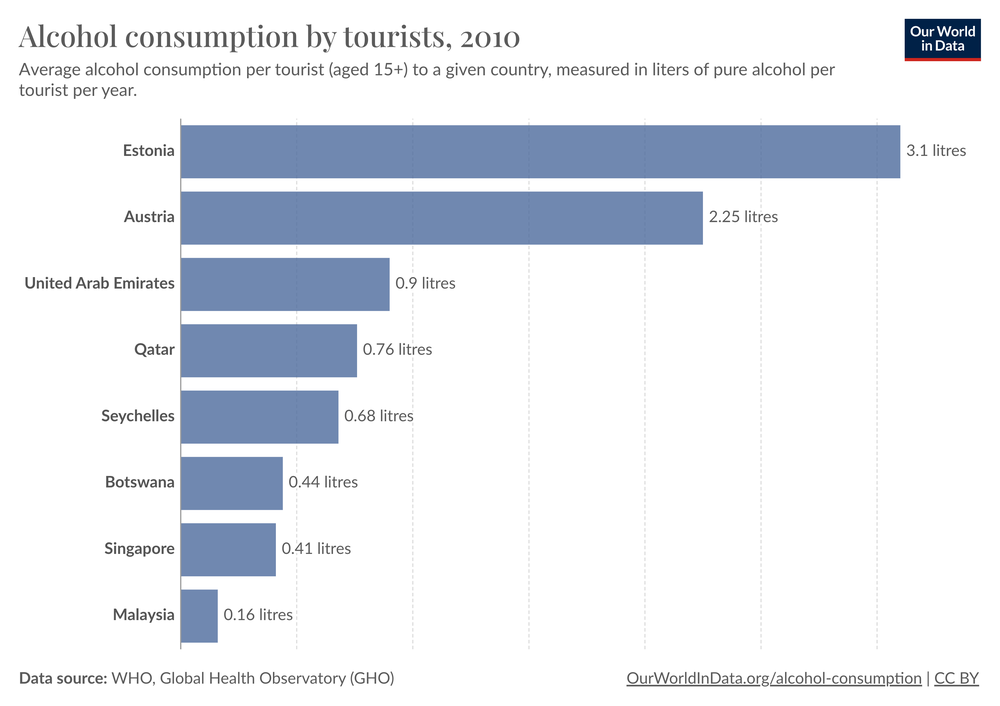 Alcohol consumption by tourists, 2010
Our World
in Data
Average alcohol consumption per tourist (aged 15+) to a given country, measured in liters of pure alcohol per
tourist per year.
Estonia 3.1 litres
Austria 2.25 litres
United Arab Emirates 0.9 litres
Qatar 0.76 litres
Seychelles 0.68 litres
Botswana 0.44 litres
Singapore 0.41 litres
Malaysia 0.16 litres
Data source: WHO, Global Health Observatory (GHO)
OurWorldInData.org/alcohol-consumption | CC BY